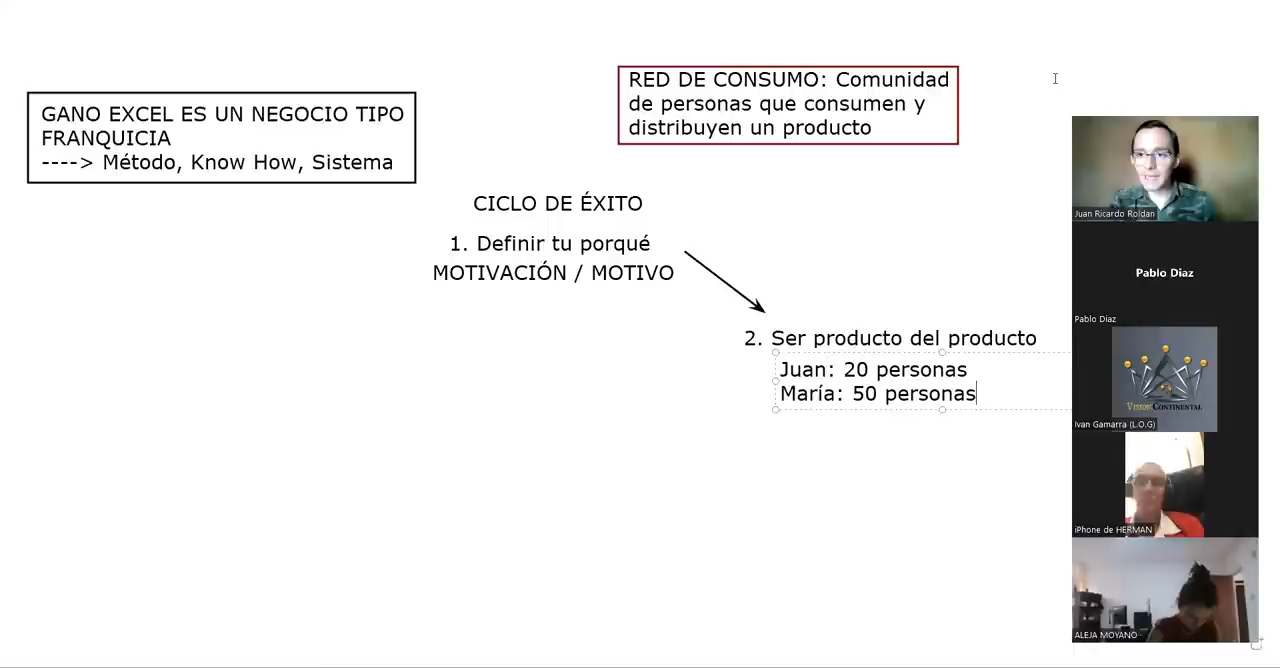 GANO EXCEL ES UN NEGOCIO TIPO
FRANQUICIA
----> Método, Know How, Sistema
RED DE CONSUMO: Comunidad
de personas que consumen y
distribuyen un producto
CICLO DE ÉXITO
1. Definir tu porqué
MOTIVACIÓN / MOTIVO
2. Ser producto del producto
Juan: 20 personas
María: 50 personas
Juan Ricardo Roldan
Pablo Diaz
Pablo Diaz
VISION CONTINENTAL
Ivan Gamarra (L.O.G)
iPhone de HERMAN
ALEJA MOYANO